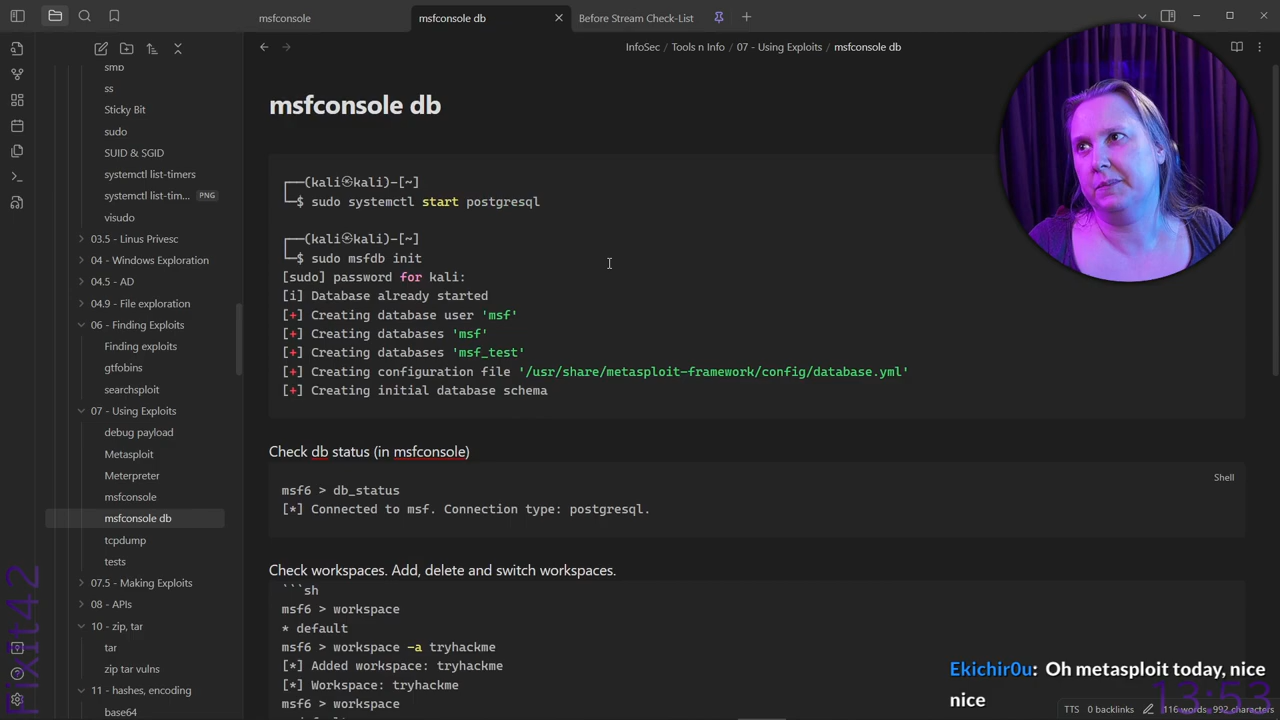 msfconsole
msfconsole db
Before Stream Check-List
InfoSec / Tools n Info / 07 - Using Exploits / msfconsole db
smb
ss
Sticky Bit
sudo
SUID & SGID
systemctl list-timers
systemctl list-tim... PNG
visudo
03.5 - Linus Privesc
04 - Windows Exploration
04.5 - AD
04.9 - File exploration
06 - Finding Exploits
Finding exploits
gtfobins
searchsploit
07 - Using Exploits
debug payload
Metasploit
Meterpreter
msfconsole
msfconsole db
tcpdump
tests
07.5 - Making Exploits
08 - APIs
10 - zip, tar
tar
zip tar vulns
11 - hashes, encoding
base64
msfconsole db
┌──(kali㉿kali)-[~]
└─$ sudo systemctl start postgresql
┌──(kali㉿kali)-[~]
└─$ sudo msfdb init
[sudo] password for kali:
[i] Database already started
[+] Creating database user 'msf'
[+] Creating databases 'msf'
[+] Creating databases 'msf_test'
[+] Creating configuration file '/usr/share/metasploit-framework/config/database.yml'
[+] Creating initial database schema
Check db status (in msfconsole)
Shell
msf6 > db_status
[*] Connected to msf. Connection type: postgresql.
Check workspaces. Add, delete and switch workspaces.
```sh
msf6 > workspace
* default
msf6 > workspace -a tryhackme
[*] Added workspace: tryhackme
[*] Workspace: tryhackme
msf6 > workspace
Ekichir0u: Oh metasploit today, nice
nice
13:53
TTS 0 backlinks 116 words 992 characters
Pixit42